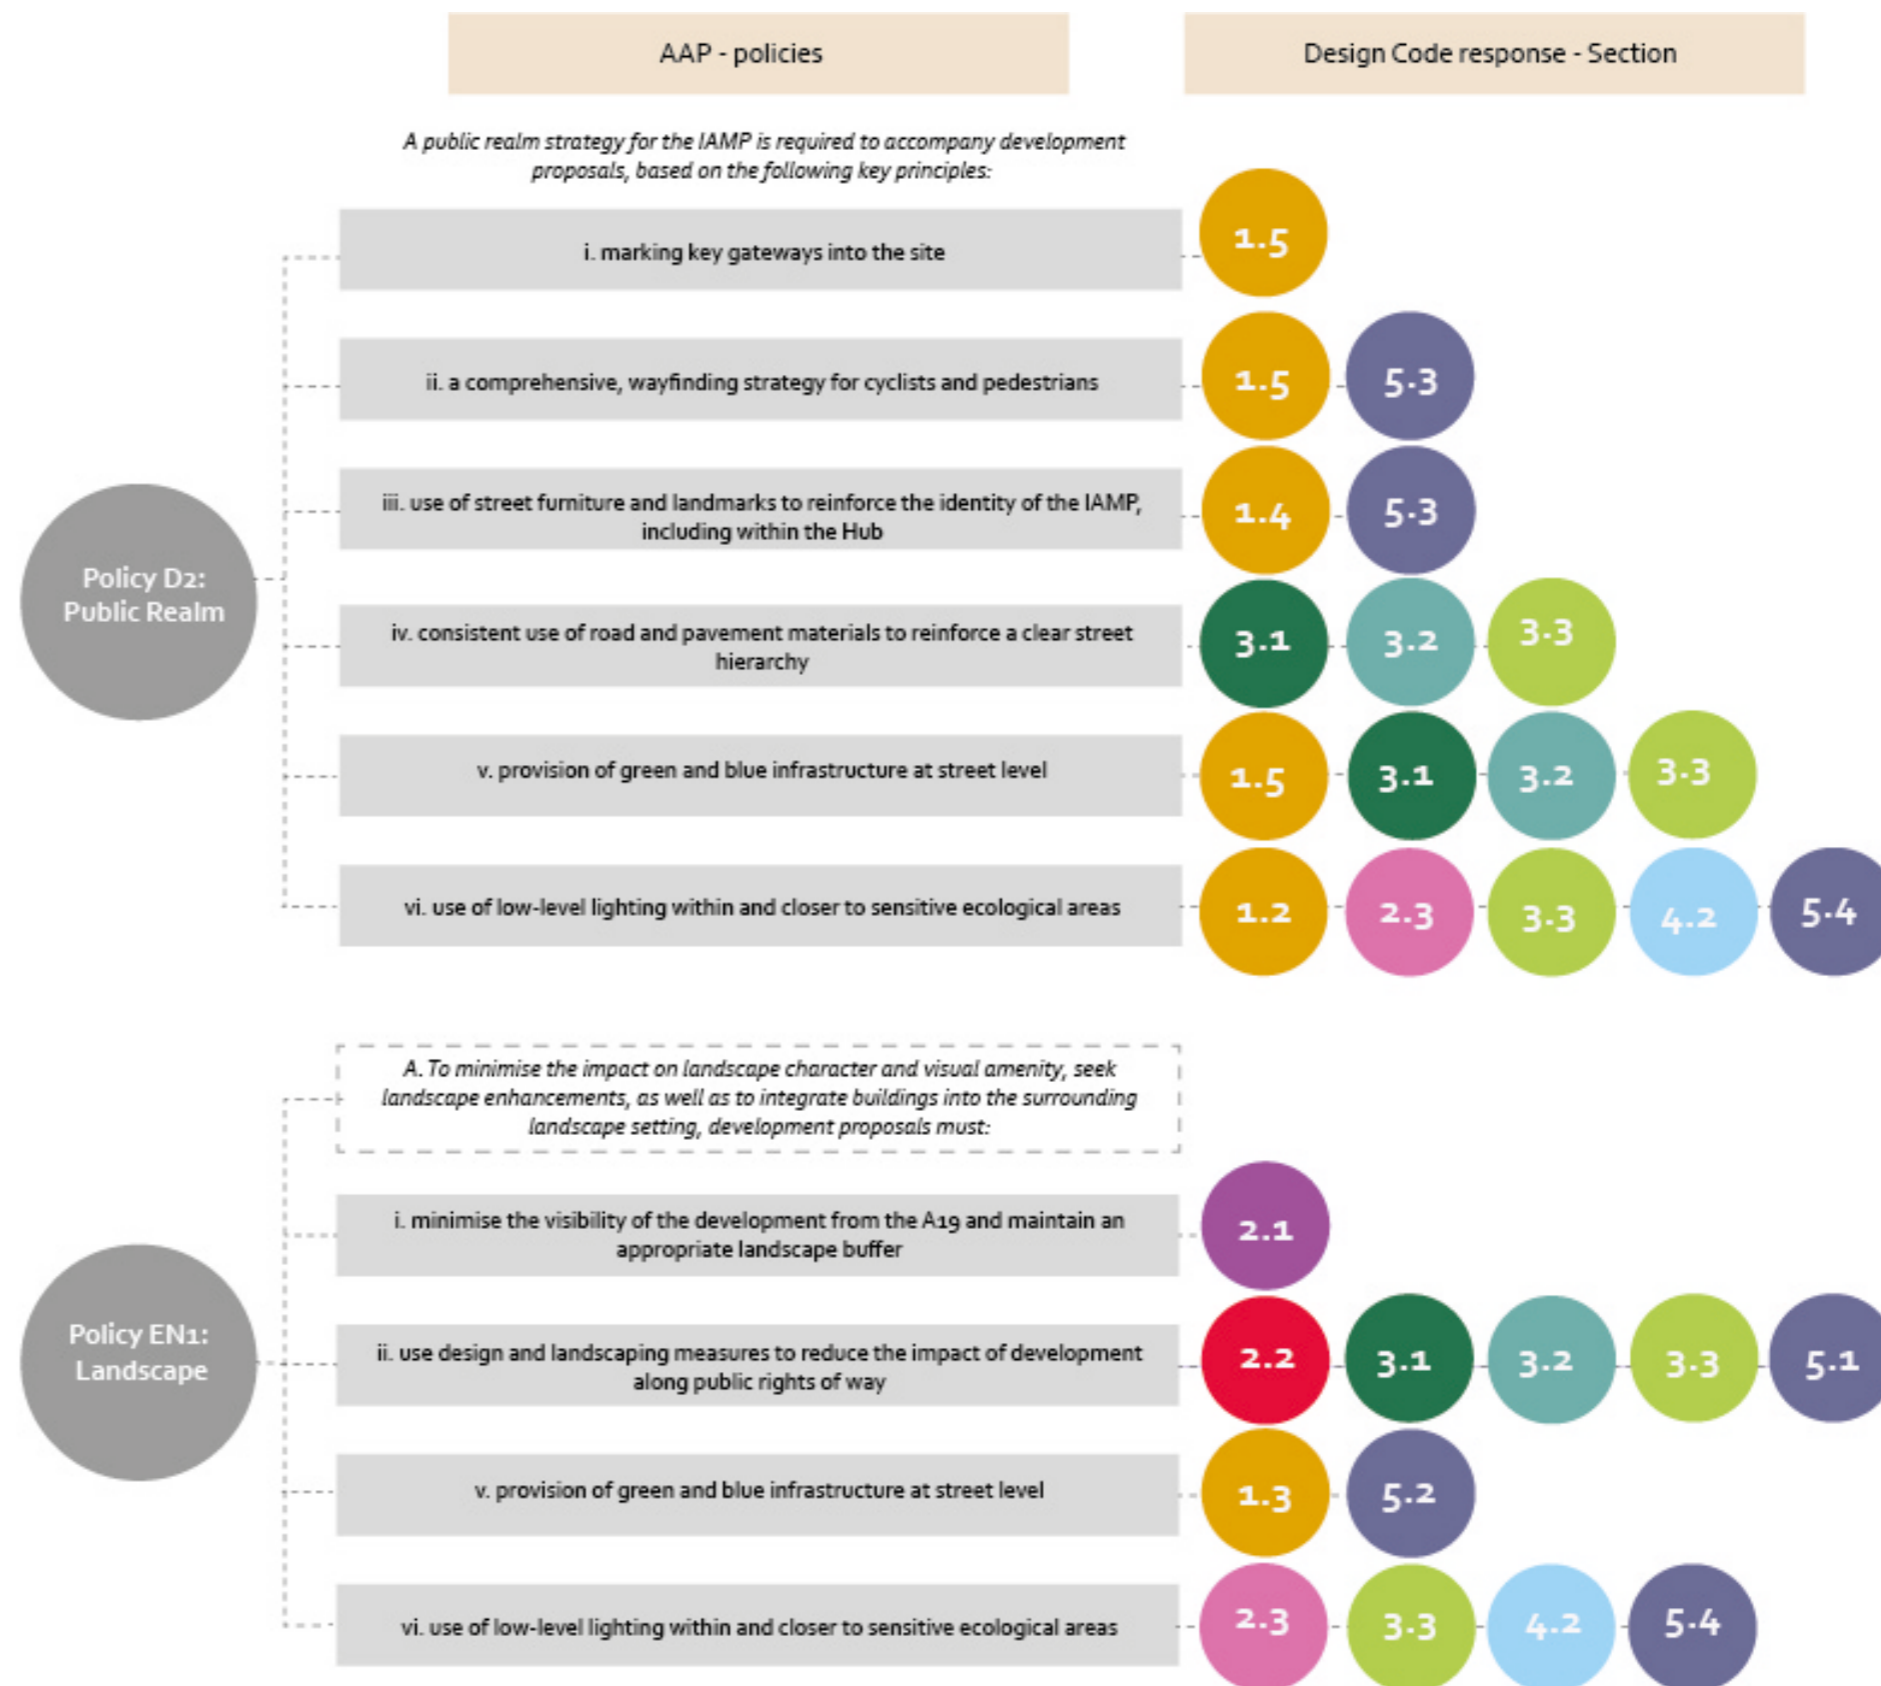 AAP - policies
Design Code response - Section
A public realm strategy for the IAMP is required to accompany development
proposals, based on the following key principles:
Policy D2:
Public Realm
i. marking key gateways into the site
1.5
ii. a comprehensive, wayfinding strategy for cyclists and pedestrians
1.5
5.3
iii. use of street furniture and landmarks to reinforce the identity of the IAMP,
including within the Hub
1.4
5.3
iv. consistent use of road and pavement materials to reinforce a clear street
hierarchy
3.1
3.2
3.3
v. provision of green and blue infrastructure at street level
1.5
3.1
3.2
3.3
vi. use of low-level lighting within and closer to sensitive ecological areas
1.2
2.3
3.3
4.2
5.4
A. To minimise the impact on landscape character and visual amenity, seek
landscape enhancements, as well as to integrate buildings into the surrounding
landscape setting, development proposals must:
Policy EN1:
Landscape
i. minimise the visibility of the development from the A19 and maintain an
appropriate landscape buffer
2.1
ii. use design and landscaping measures to reduce the impact of development
along public rights of way
2.2
3.1
3.2
3.3
5.1
v. provision of green and blue infrastructure at street level
1.3
5.2
vi. use of low-level lighting within and closer to sensitive ecological areas
2.3
3.3
4.2
5.4